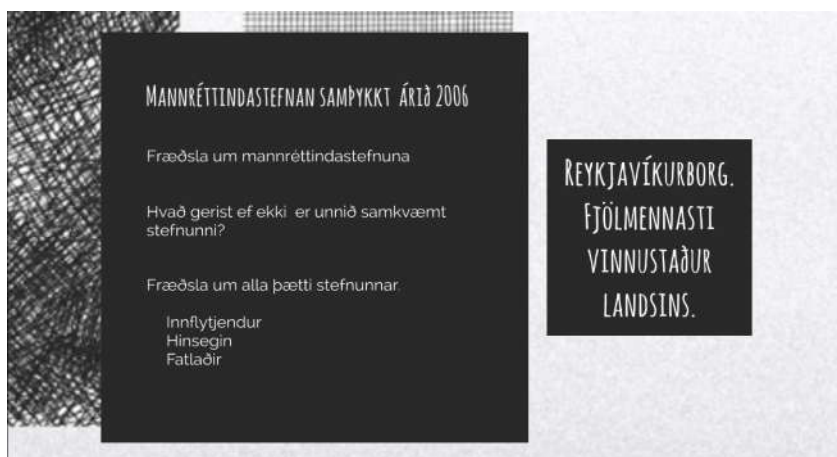 MANNRÉTTINDASTEFNAN SAMÞYKKT ÁRIÐ 2006
Fræðsla um mannréttindastefnuna
Hvað gerist ef ekki er unnið samkvæmt
stefnunni?
Fræðsla um alla þætti stefnunnar.
Innflytjendur
Hinsegin
Fatlaðir
REYKJAVÍKURBORG.
FJÖLMENNASTI
VINNUSTAÐUR
LANDSINS.